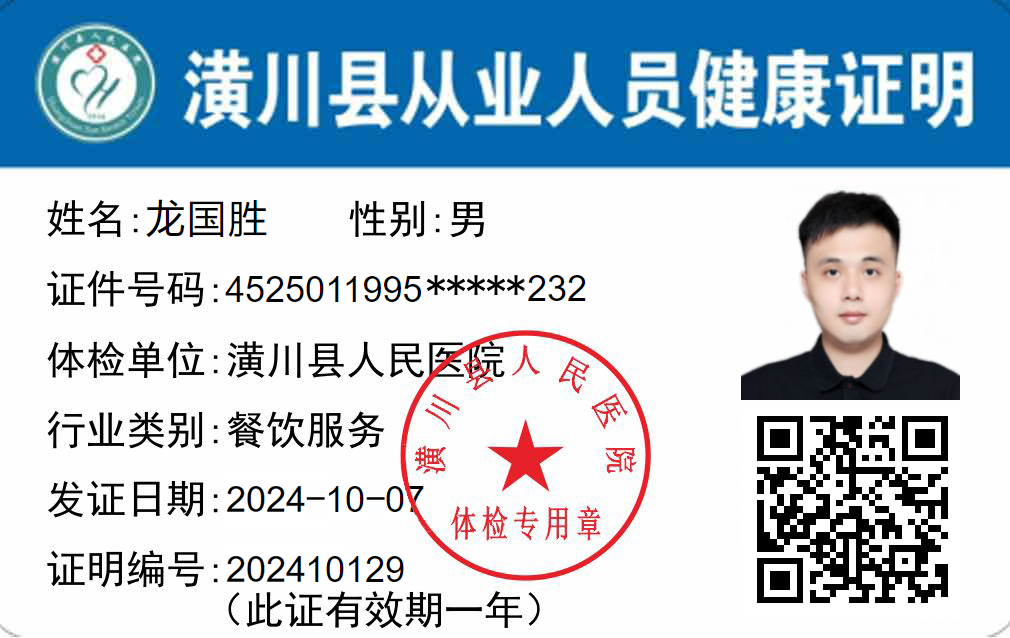 潢川县从业人员健康证明
姓名:龙国胜 性别:男
证件号码:4525011995*****232
体检单位:潢川县人民医院
行业类别:餐饮服务
发证日期:2024-10-07
证明编号:202410129
(此证有效期一年)
潢川县人民医院
体检专用章